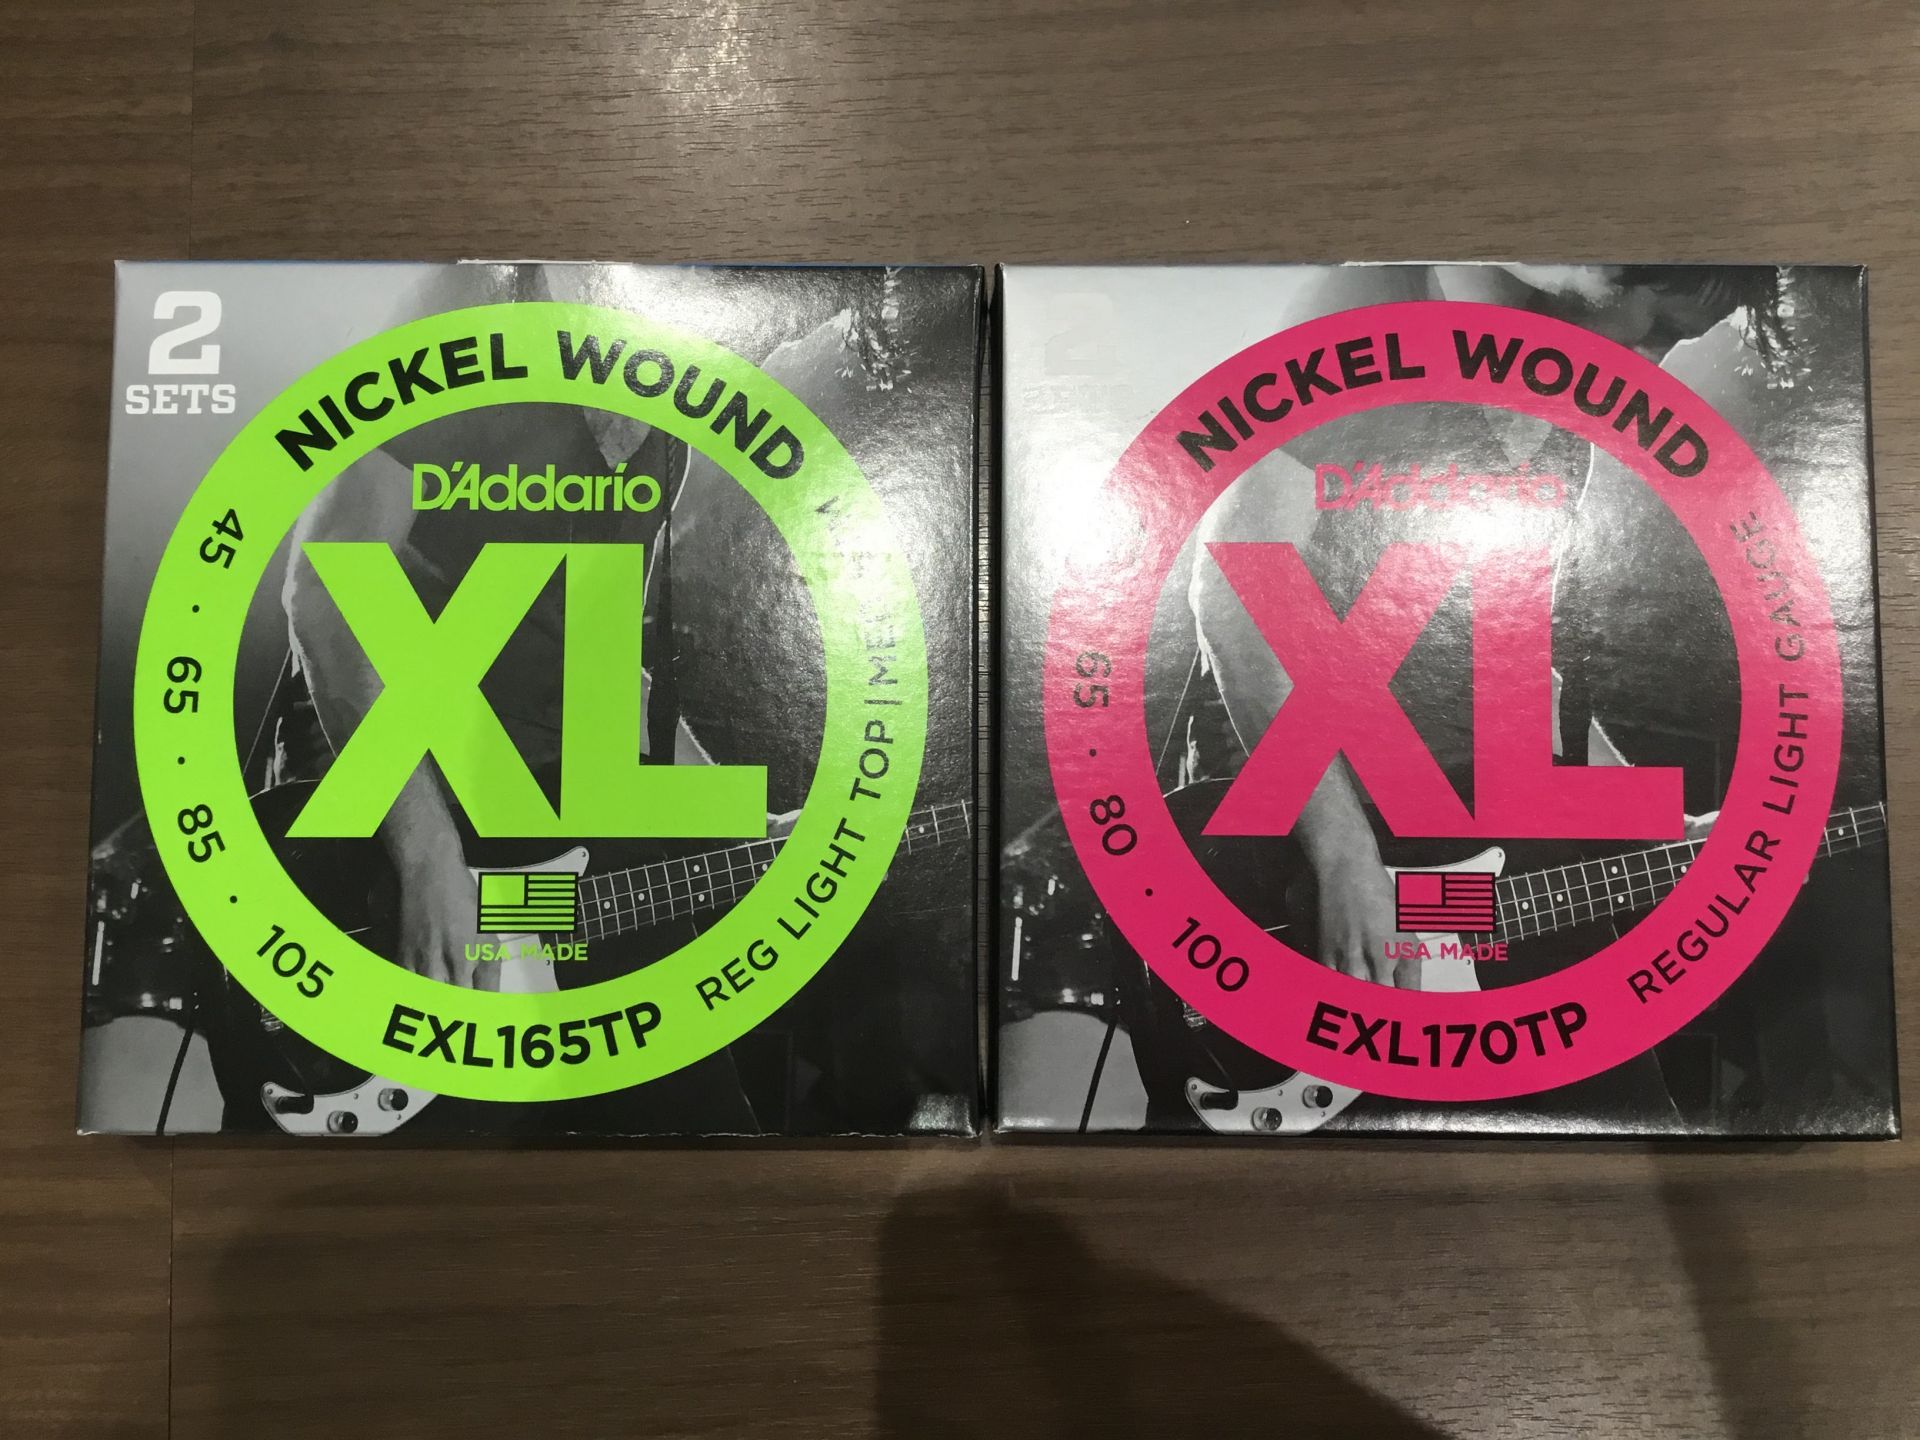 2
SETS
NICKEL WOUND
D'Addario
XL
USA MADE
45 · 65 · 85 · 105
EXL165TP
REG LIGHT TOP |
2
NICKEL WOUND
D'Addario
XL
USA MADE
65 · 80 · 100
EXL170TP
REGULAR LIGHT GAUGE